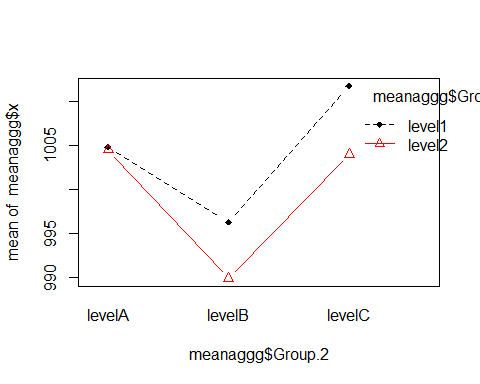 mean of meanaggg$x
1005
995
990
meanaggg$Gro
level1
level2
levelA
levelB
levelC
meanaggg$Group.2